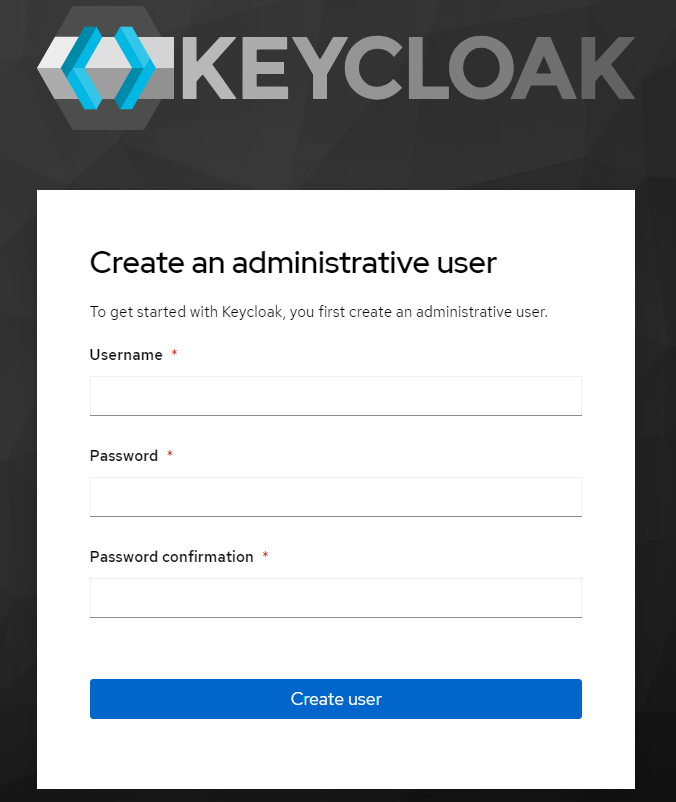 KEYCLOAK
Create an administrative user
To get started with Keycloak, you first create an administrative user.
Username *
Password *
Password confirmation *
Create user